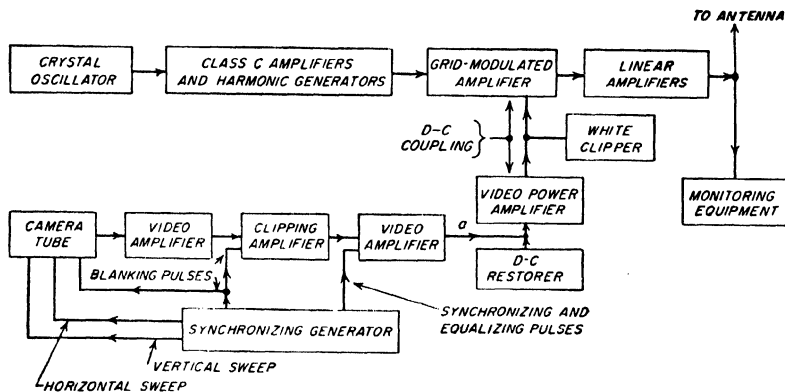 TO ANTENNA
CRYSTAL
OSCILLATOR
CLASS C AMPLIFIERS
AND HARMONIC GENERATORS
GRID-MODULATED
AMPLIFIER
LINEAR
AMPLIFIERS
D-C
COUPLING
WHITE
CLIPPER
VIDEO POWER
AMPLIFIER
MONITORING
EQUIPMENT
CAMERA
TUBE
VIDEO
AMPLIFIER
CLIPPING
AMPLIFIER
VIDEO
AMPLIFIER
a
D-C
RESTORER
BLANKING PULSES
SYNCHRONIZING GENERATOR
SYNCHRONIZING AND
EQUALIZING PULSES
VERTICAL SWEEP
HORIZONTAL SWEEP